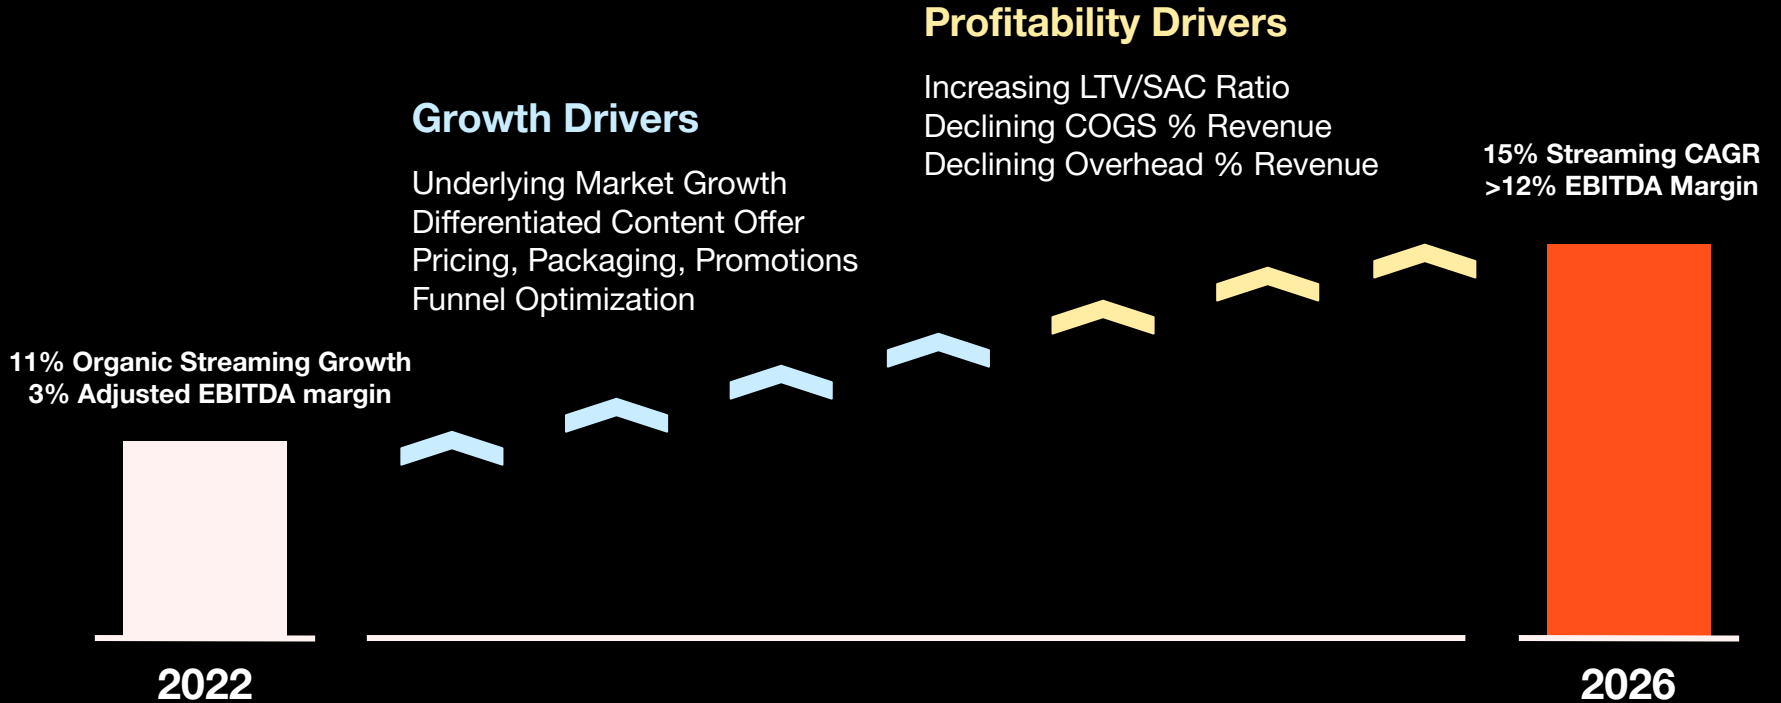 Profitability Drivers
Increasing LTV/SAC Ratio
Declining COGS % Revenue
Declining Overhead % Revenue
Growth Drivers
Underlying Market Growth
Differentiated Content Offer
Pricing, Packaging, Promotions
Funnel Optimization
15% Streaming CAGR
>12% EBITDA Margin
11% Organic Streaming Growth
3% Adjusted EBITDA margin
2022
2026